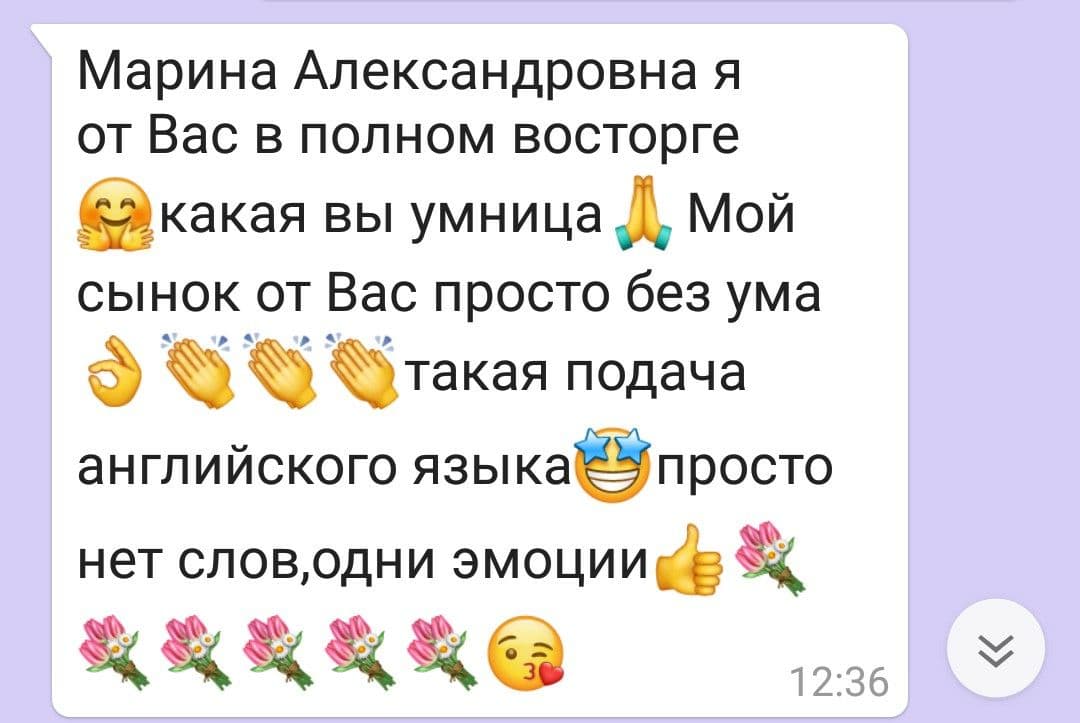 Марина Александровна я
от Вас в полном восторге
🤗какая вы умница🙏Мой
сынок от Вас просто без ума
👌👏👏👏такая подача
английского языка🤩просто
нет слов,одни эмоции👍💐
💐💐💐💐💐😘
12:36